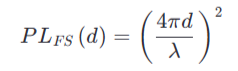 PL_{FS}(d) = \left( \frac{4\pi d}{\lambda} \right)^2